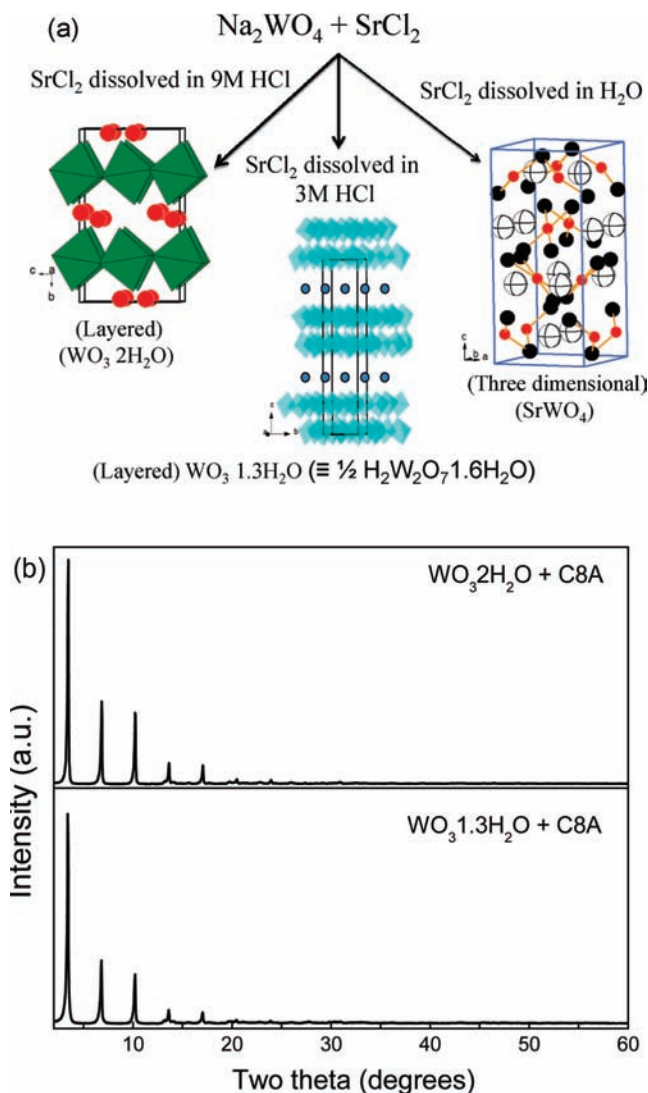 (a)
Na₂WO₄ + SrCl₂
SrCl₂ dissolved in 9M HCl
SrCl₂ dissolved in H₂O
SrCl₂ dissolved in
3M HCl
c a
b
(Layered)
(WO₃ 2H₂O)
c
a b
c
b a
(Three dimensional)
(SrWO₄)
(Layered) WO₃ 1.3H₂O (≡ ½ H₂W₂O₇1.6H₂O)
(b)
WO₃2H₂O + C8A
WO₃1.3H₂O + C8A
Intensity (a.u.)
10 20 30 40 50 60
Two theta (degrees)